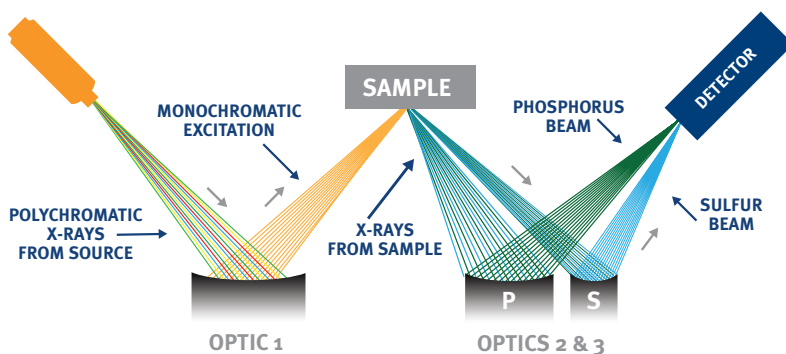 SAMPLE
DETECTOR
MONOCHROMATIC
EXCITATION
PHOSPHORUS
BEAM
POLYCHROMATIC
X-RAYS
FROM SOURCE
X-RAYS
FROM SAMPLE
SULFUR
BEAM
P
S
OPTIC 1
OPTICS 2 & 3